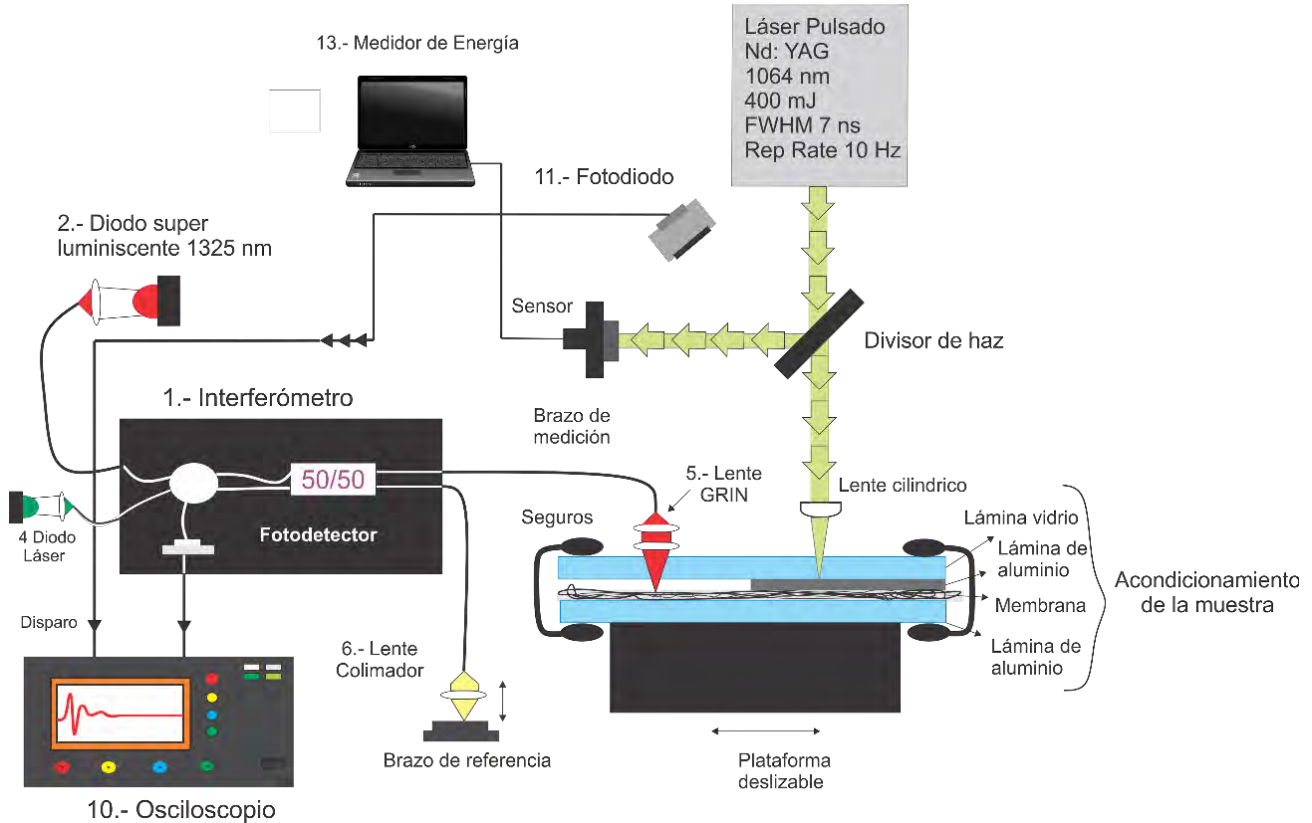 Láser Pulsado
Nd: YAG
1064 nm
400 mJ
FWHM 7 ns
Rep Rate 10 Hz
13.- Medidor de Energía
11.- Fotodiodo
2.- Diodo super
luminiscente 1325 nm
Sensor
Divisor de haz
1.- Interferómetro
Brazo de
medición
50/50
5.- Lente
GRIN
Lente cilindrico
Fotodetector
4 Diodo
Láser
Seguros
Lámina vidrio
Lámina de
aluminio
Membrana
Lámina de
aluminio
Acondicionamiento
de la muestra
Disparo
6.- Lente
Colimador
Brazo de referencia
Plataforma
deslizable
10.- Osciloscopio